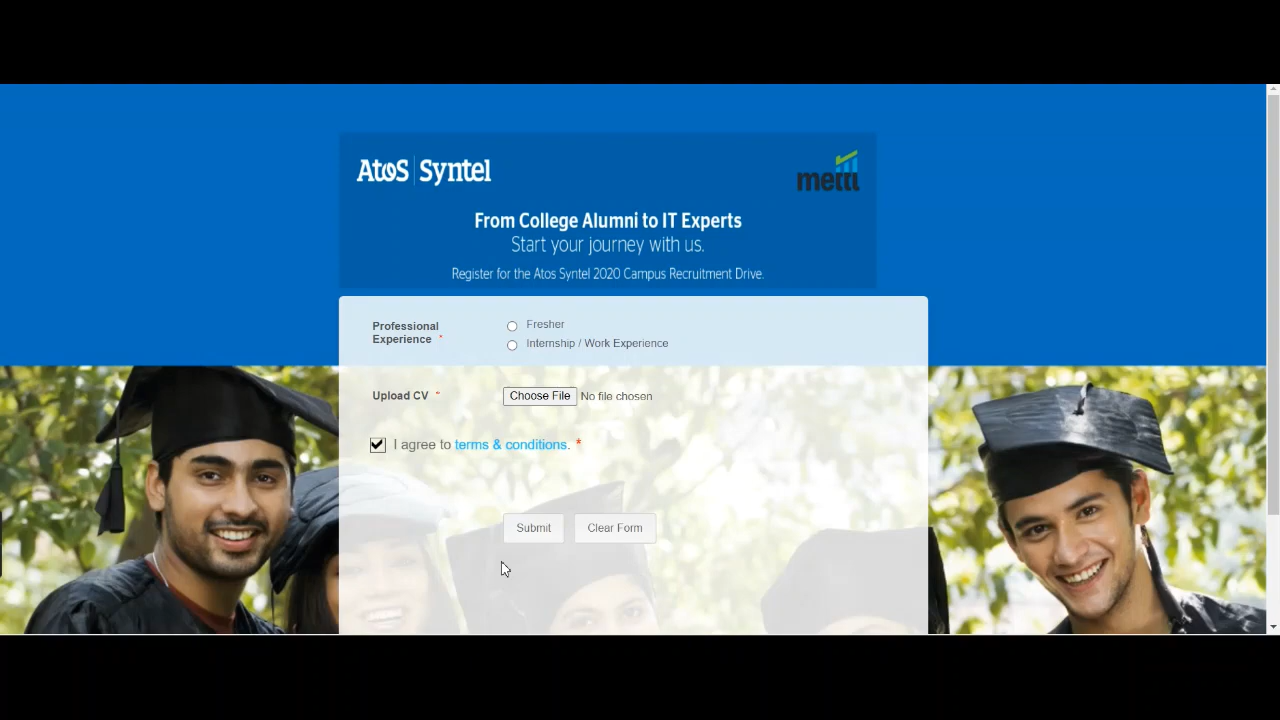 Atos | Syntel
mettl
From College Alumni to IT Experts
Start your journey with us.
Register for the Atos Syntel 2020 Campus Recruitment Drive.
Professional Experience *
Fresher
Internship / Work Experience
Upload CV *
Choose File No file chosen
I agree to terms & conditions. *
Submit Clear Form